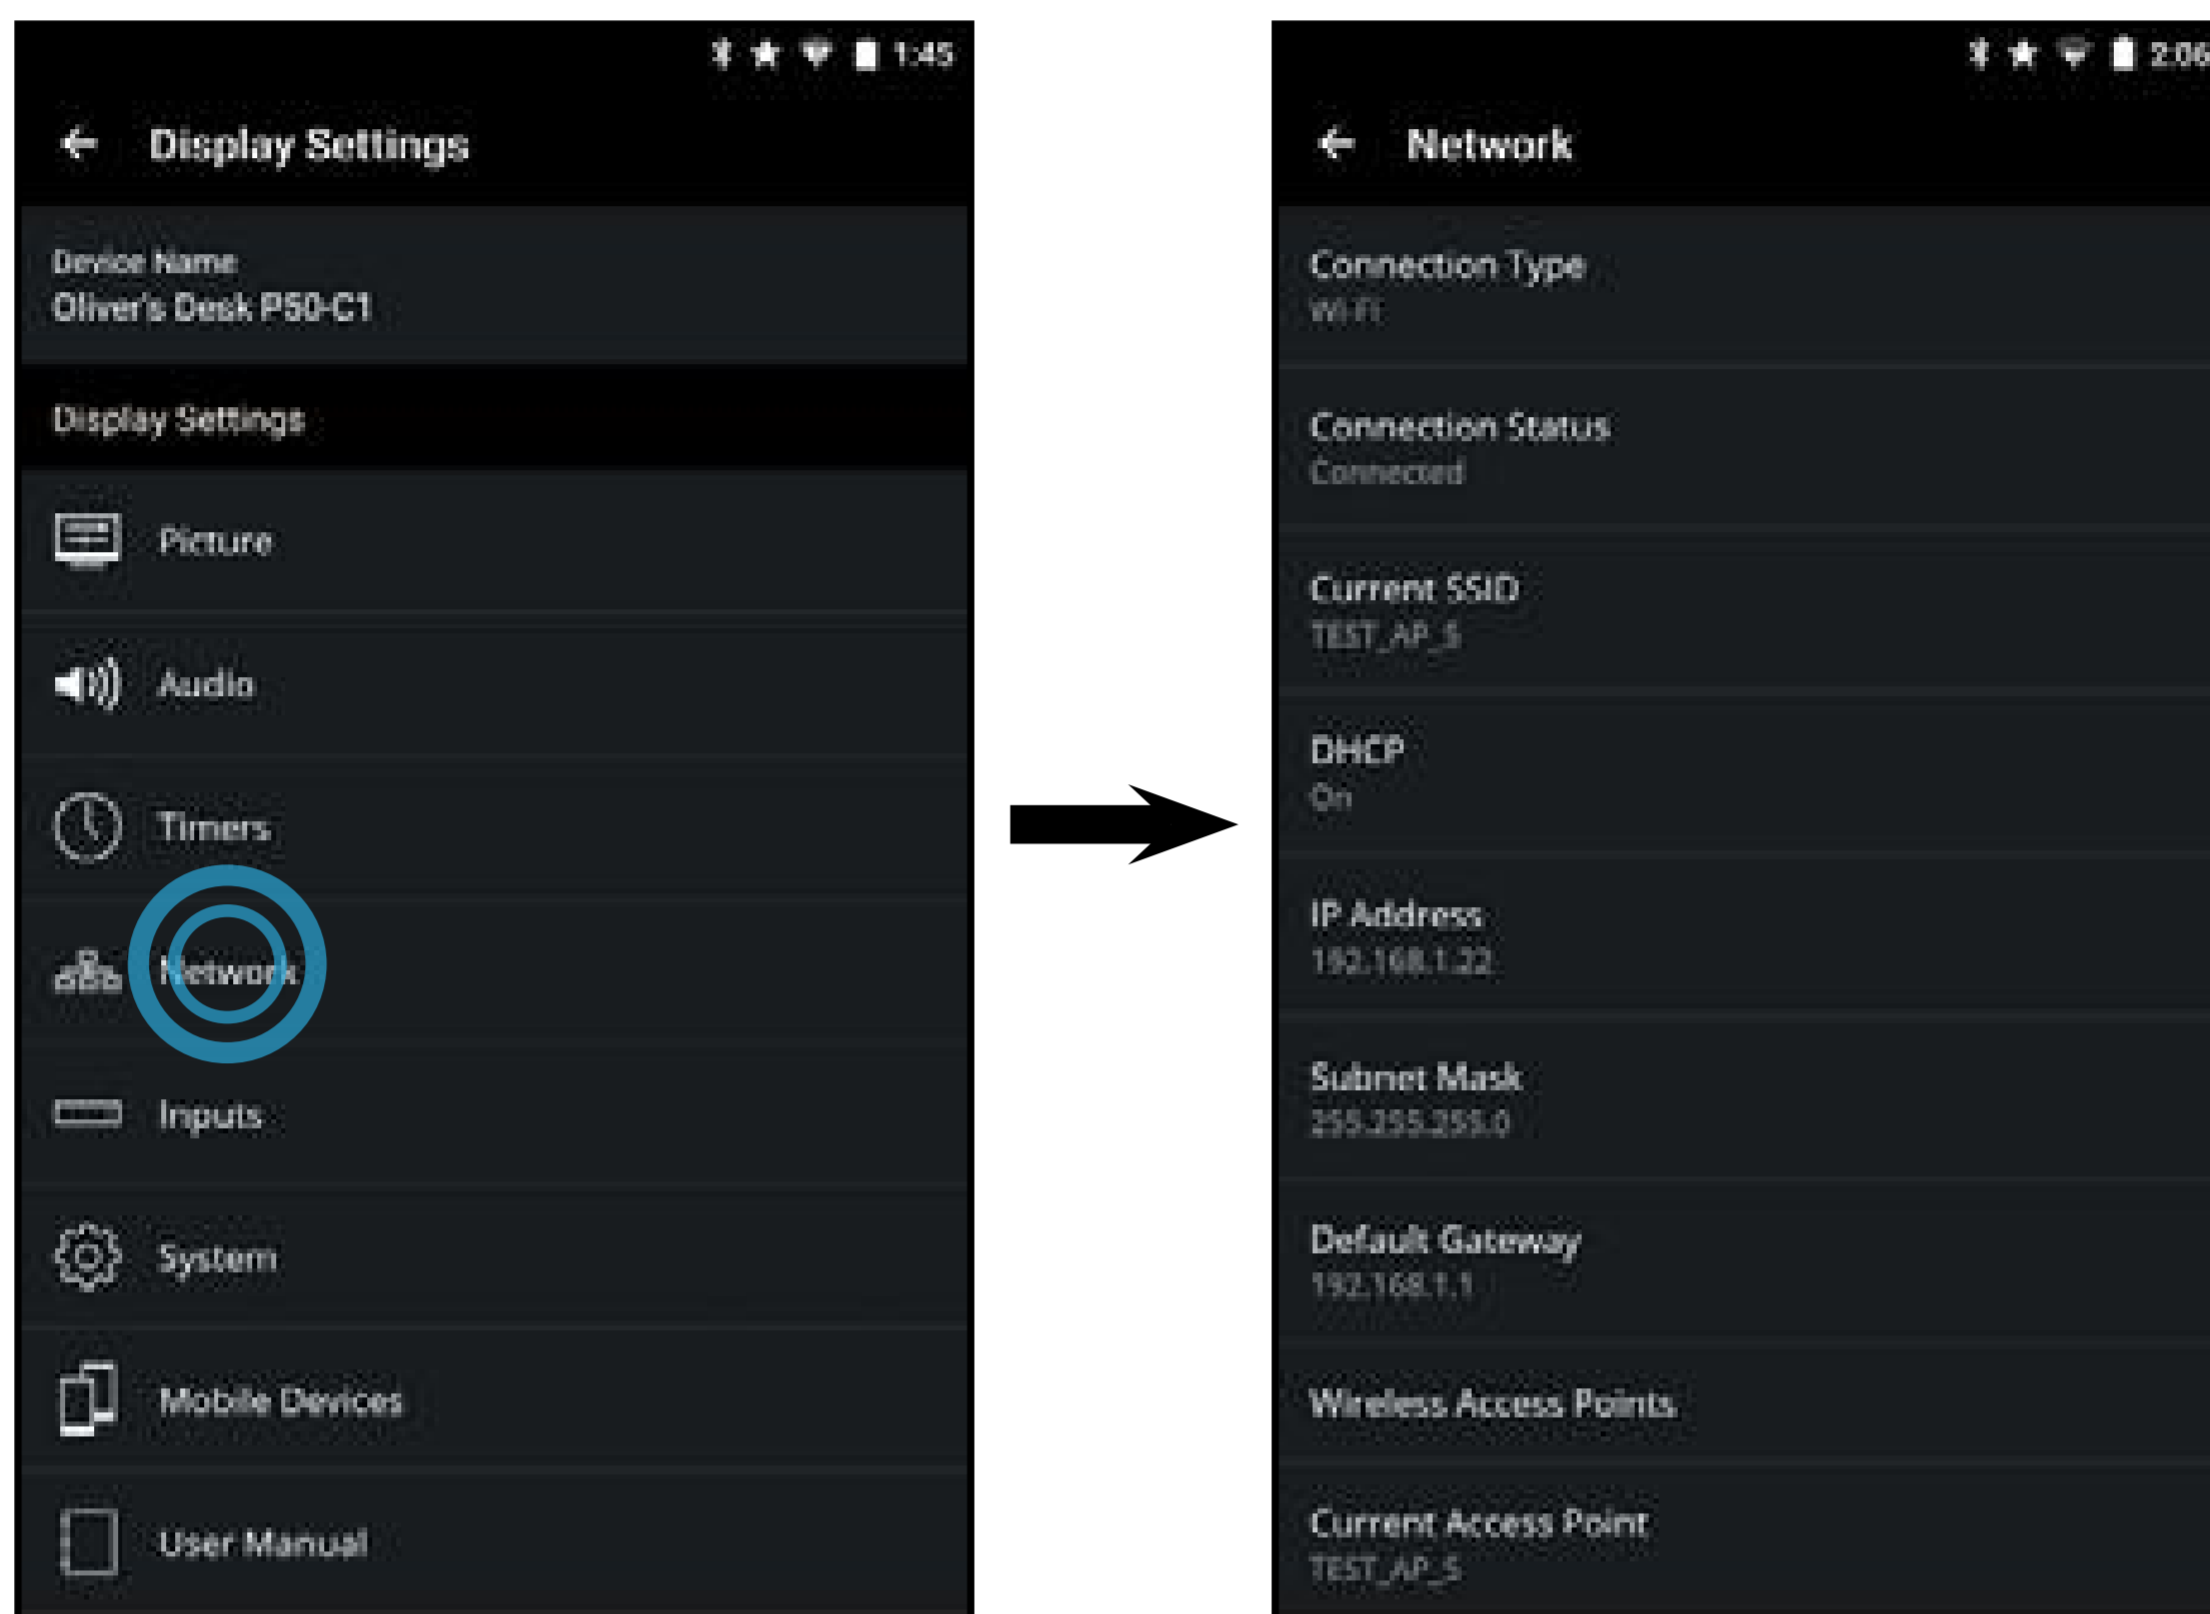 1:45
Display Settings
Device Name
Oliver's Desk P50-C1
Display Settings
Picture
Audio
Timers
Network
Inputs
System
Mobile Devices
User Manual
2:06
Network
Connection Type
Wi-Fi
Connection Status
Connected
Current SSID
TEST_AP_5
DHCP
On
IP Address
192.168.1.22
Subnet Mask
255.255.255.0
Default Gateway
192.168.1.1
Wireless Access Points
Current Access Point
TEST_AP_5